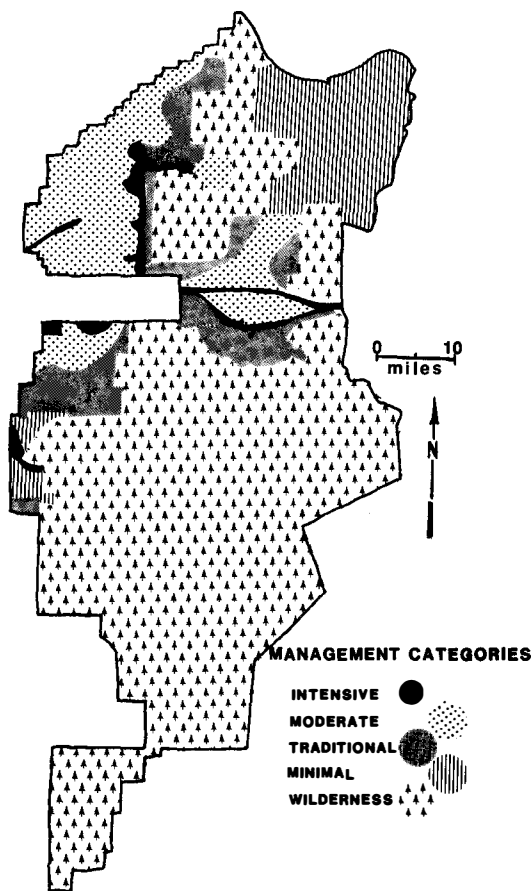 0 10
miles
N
MANAGEMENT CATEGORIES
INTENSIVE
MODERATE
TRADITIONAL
MINIMAL
WILDERNESS